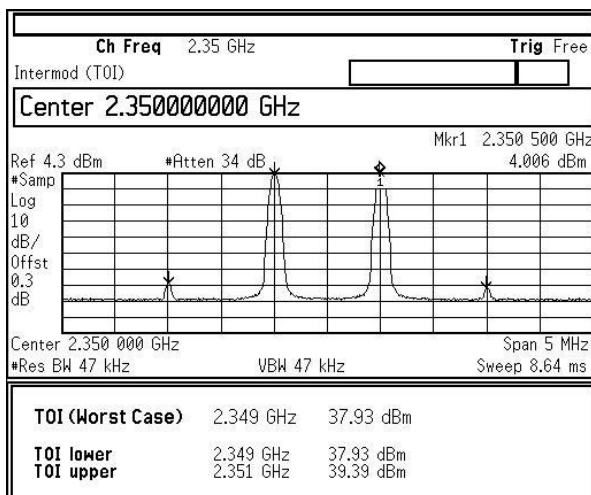 Ch Freq 2.35 GHz Trig Free
Intermod (TOI)
Center 2.350000000 GHz
Mkr1 2.350 500 GHz
Ref 4.3 dBm #Atten 34 dB 4.006 dBm
#Samp
Log
10
dB/
Offst
0.3
dB
1
Center 2.350 000 GHz Span 5 MHz
#Res BW 47 kHz VBW 47 kHz Sweep 8.64 ms
TOI (Worst Case) 2.349 GHz 37.93 dBm
TOI lower 2.349 GHz 37.93 dBm
TOI upper 2.351 GHz 39.39 dBm